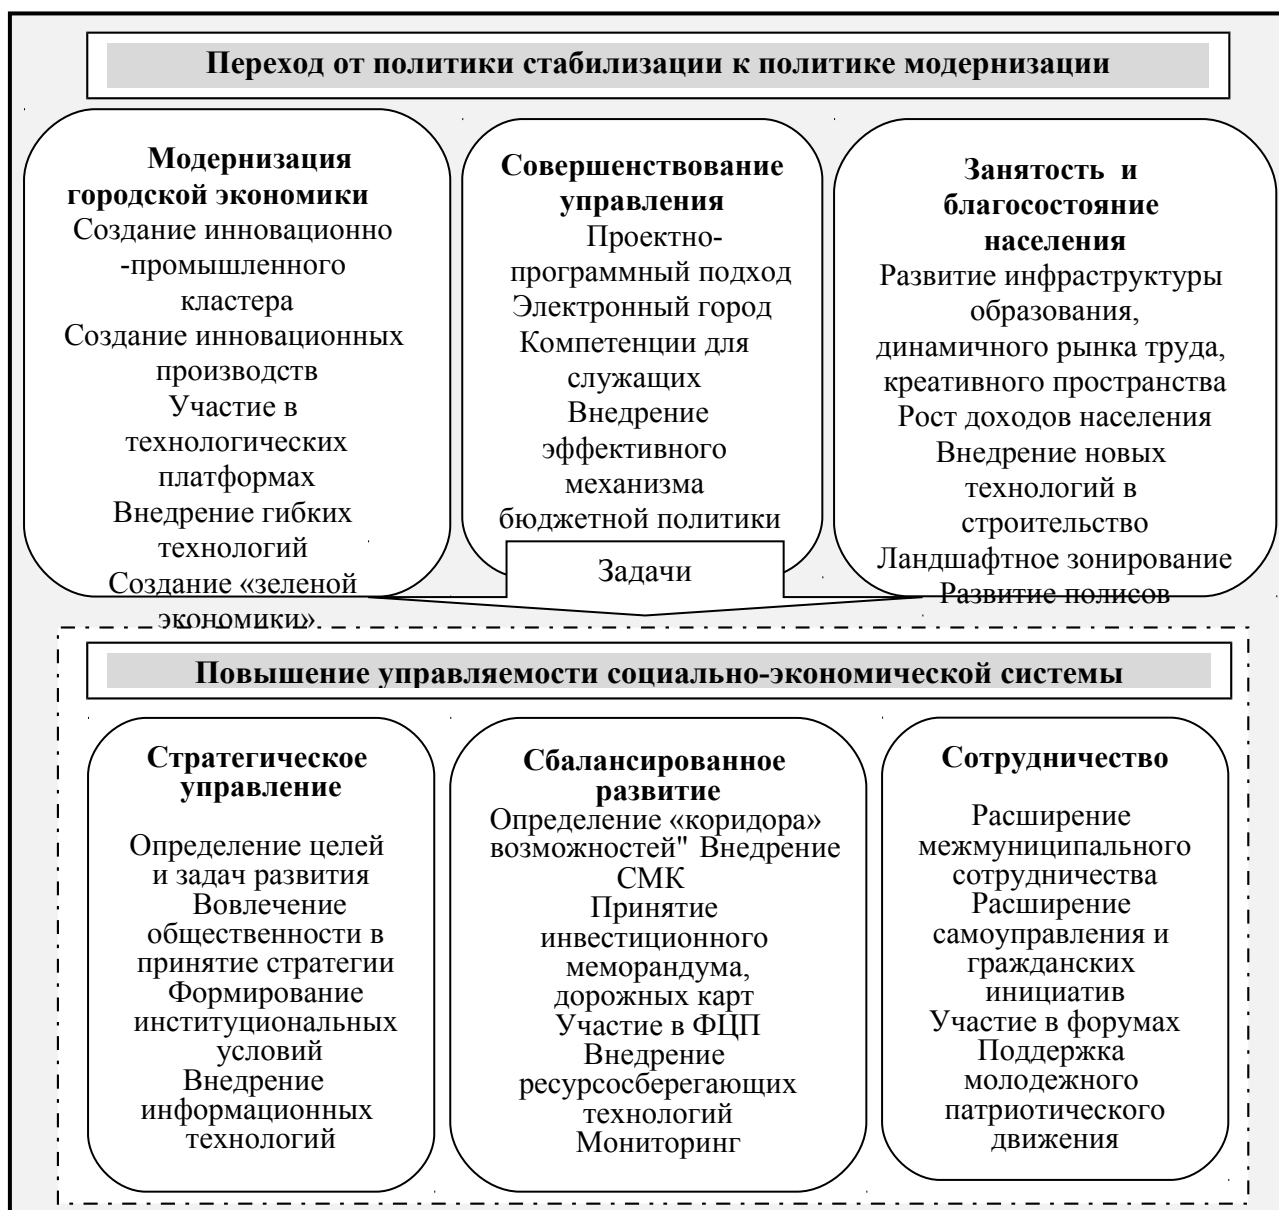 Переход от политики стабилизации к политике модернизации
Модернизация
городской экономики
Создание инновационно
-промышленного
кластера
Создание инновационных
производств
Участие в
технологических
платформах
Внедрение гибких
технологий
Создание «зеленой
экономики»
Совершенствование
управления
Проектно-
программный подход
Электронный город
Компетенции для
служащих
Внедрение
эффективного
механизма
бюджетной политики
Занятость и
благосостояние
населения
Развитие инфраструктуры
образования,
динамичного рынка труда,
креативного пространства
Рост доходов населения
Внедрение новых
технологий в
строительство
Ландшафтное зонирование
Развитие полисов
Задачи
Повышение управляемости социально-экономической системы
Стратегическое
управление
Определение целей
и задач развития
Вовлечение
общественности в
принятие стратегии
Формирование
институциональных
условий
Внедрение
информационных
технологий
Сбалансированное
развитие
Определение «коридора»
возможностей" Внедрение
СМК
Принятие
инвестиционного
меморандума,
дорожных карт
Участие в ФЦП
Внедрение
ресурсосберегающих
технологий
Мониторинг
Сотрудничество
Расширение
межмуниципального
сотрудничества
Расширение
самоуправления и
гражданских
инициатив
Участие в форумах
Поддержка
молодежного
патриотического
движения